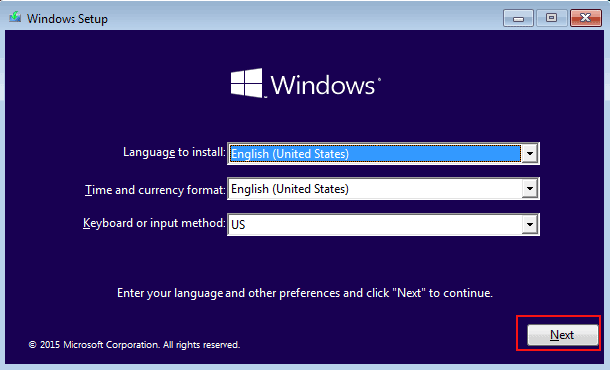 Windows Setup
Windows
Language to install: English (United States)
Time and currency format: English (United States)
Keyboard or input method: US
Enter your language and other preferences and click "Next" to continue.
Next
© 2015 Microsoft Corporation. All rights reserved.